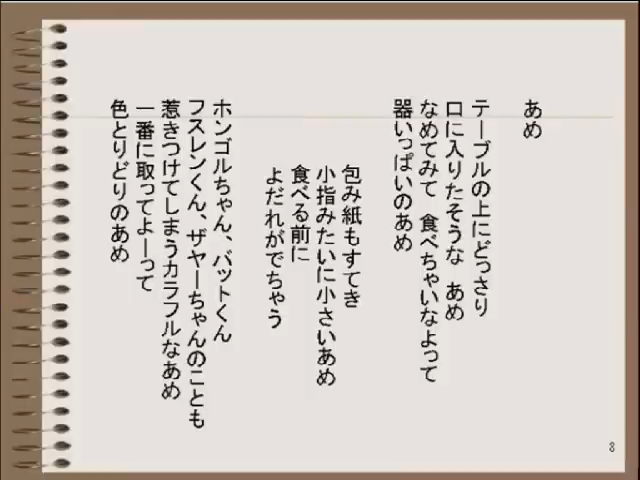 あめ
テーブルの上にどっさり
口に入りたそうな　あめ
なめてみて　食べちゃいなよって
器いっぱいのあめ
包み紙もすてき
小指みたいに小さいあめ
食べる前に
よだれがでちゃう
ホンゴルちゃん、バットくん
フスレンくん、ザヤーちゃんのことも
惹きつけてしまうカラフルなあめ
一番に取ってよーって
色とりどりのあめ
8